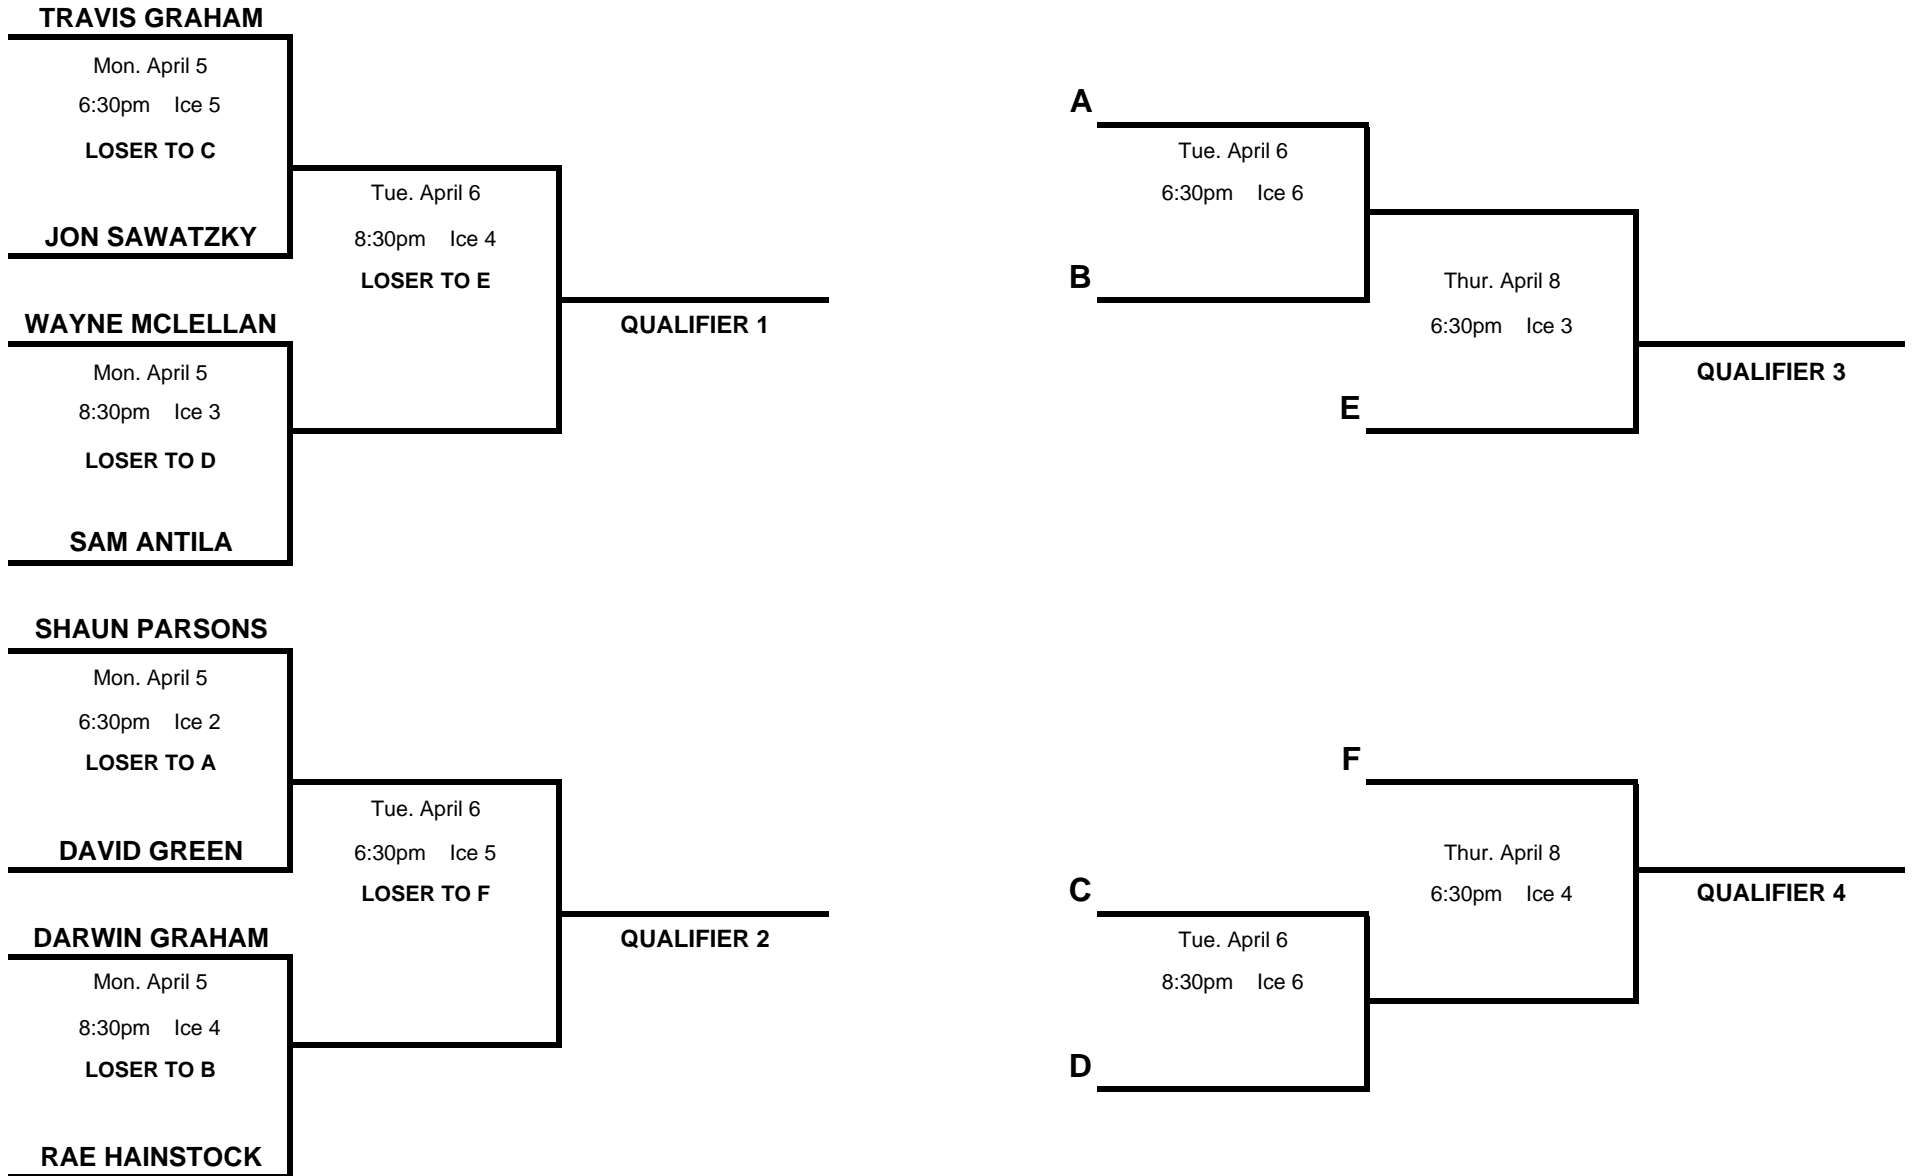 TRAVIS GRAHAM
Mon. April 5
6:30pm Ice 5
LOSER TO C
JON SAWATZKY
Tue. April 6
8:30pm Ice 4
LOSER TO E
QUALIFIER 1
WAYNE MCLELLAN
Mon. April 5
8:30pm Ice 3
LOSER TO D
SAM ANTILA
SHAUN PARSONS
Mon. April 5
6:30pm Ice 2
LOSER TO A
DAVID GREEN
Tue. April 6
6:30pm Ice 5
LOSER TO F
QUALIFIER 2
DARWIN GRAHAM
Mon. April 5
8:30pm Ice 4
LOSER TO B
RAE HAINSTOCK
A
Tue. April 6
6:30pm Ice 6
B
Thur. April 8
6:30pm Ice 3
QUALIFIER 3
E
F
Thur. April 8
6:30pm Ice 4
QUALIFIER 4
C
Tue. April 6
8:30pm Ice 6
D